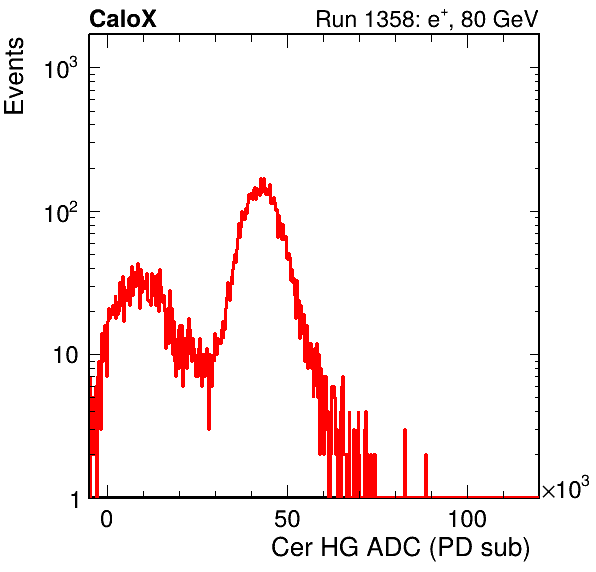 CaloX Run 1358: e⁺, 80 GeV
Events
10³
10²
10
1
0 50 100 ×10³
Cer HG ADC (PD sub)